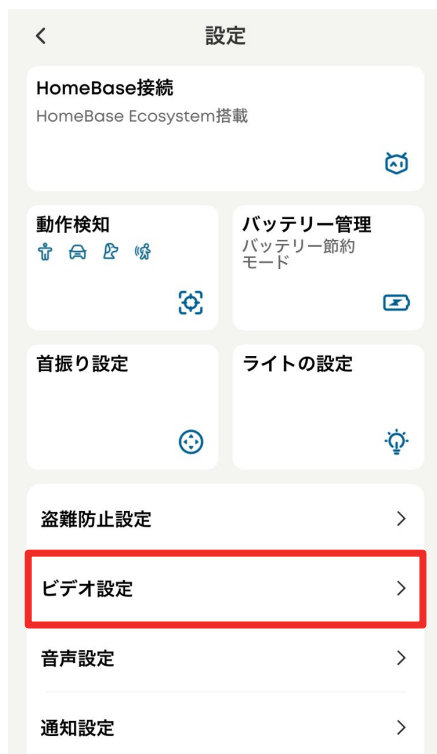 設定
HomeBase接続
HomeBase Ecosystem搭載
動作検知
バッテリー管理
バッテリー節約
モード
首振り設定
ライトの設定
盗難防止設定
ビデオ設定
音声設定
通知設定